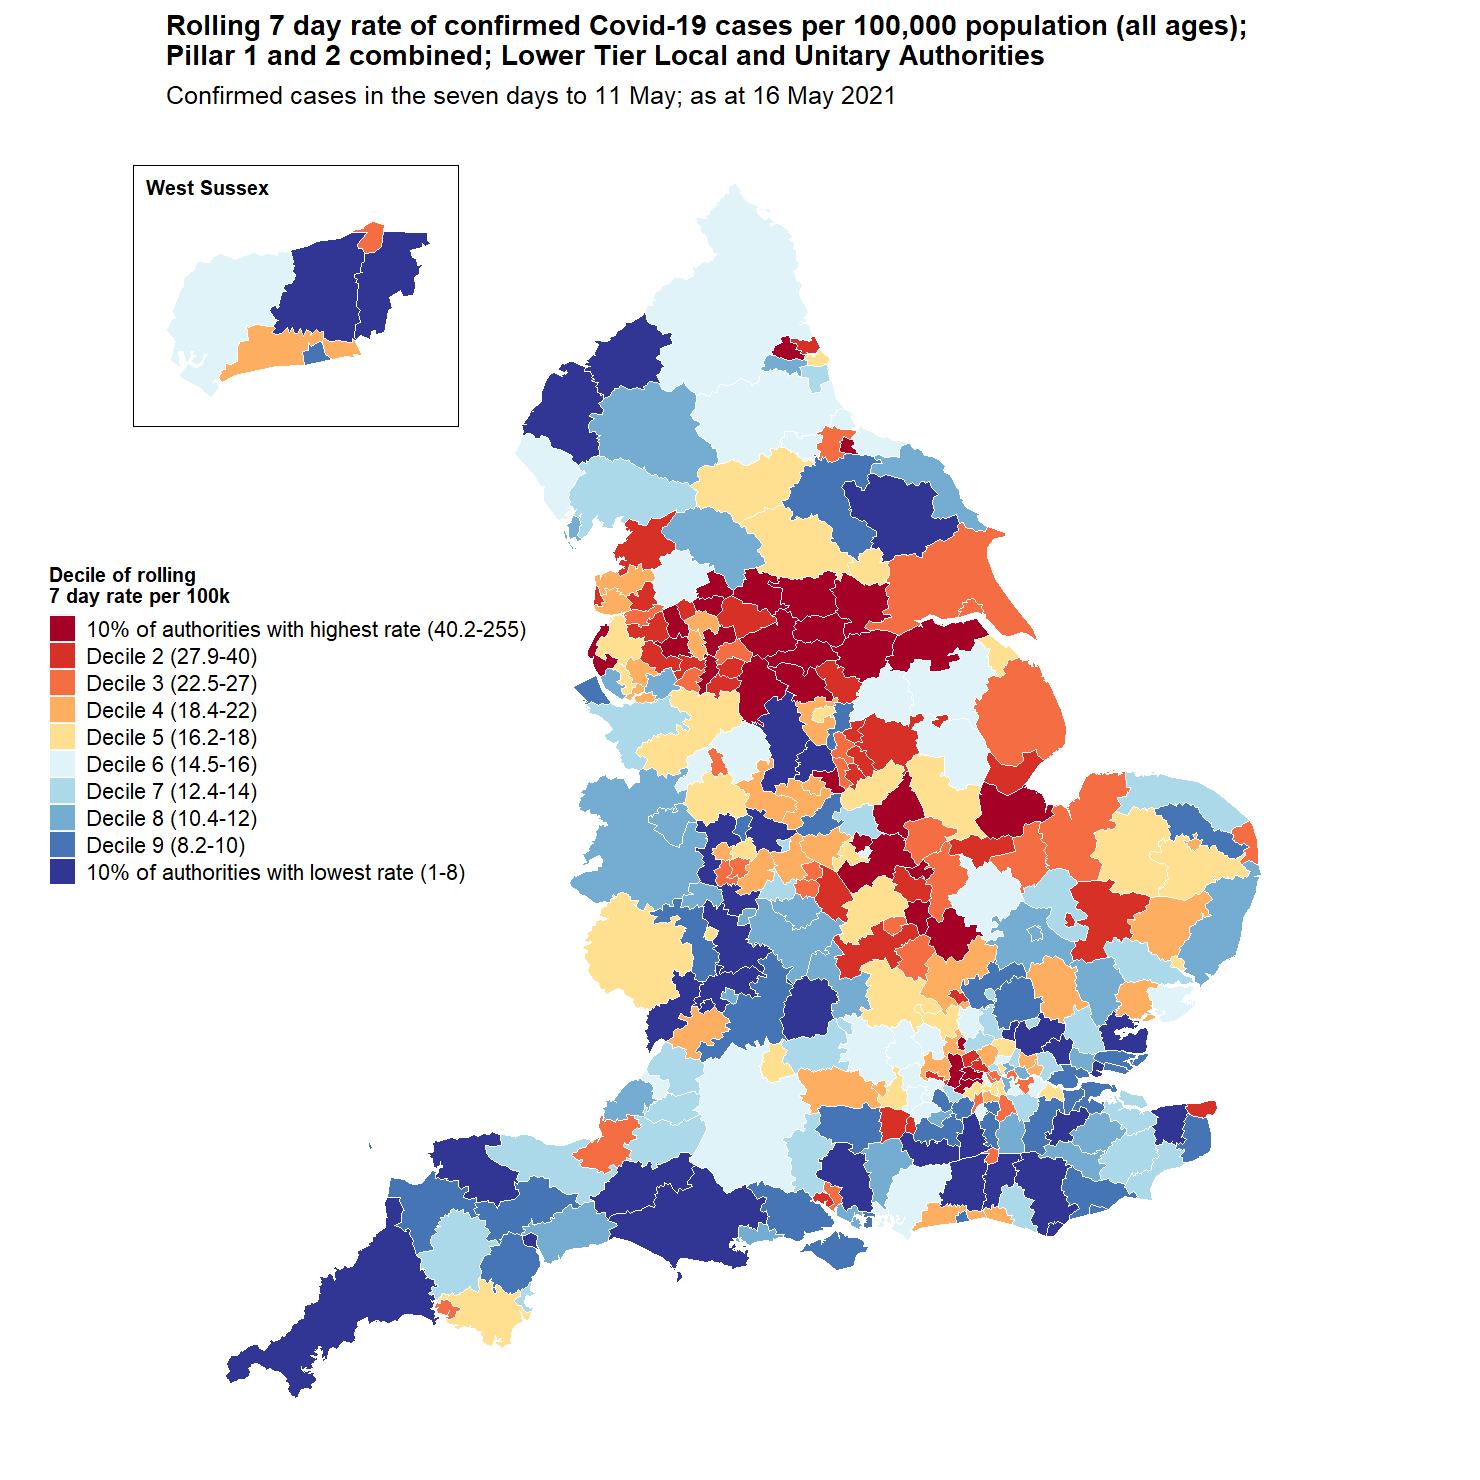 Rolling 7 day rate of confirmed Covid-19 cases per 100,000 population (all ages);
Pillar 1 and 2 combined; Lower Tier Local and Unitary Authorities
Confirmed cases in the seven days to 11 May; as at 16 May 2021
West Sussex
Decile of rolling
7 day rate per 100k
10% of authorities with highest rate (40.2-255)
Decile 2 (27.9-40)
Decile 3 (22.5-27)
Decile 4 (18.4-22)
Decile 5 (16.2-18)
Decile 6 (14.5-16)
Decile 7 (12.4-14)
Decile 8 (10.4-12)
Decile 9 (8.2-10)
10% of authorities with lowest rate (1-8)